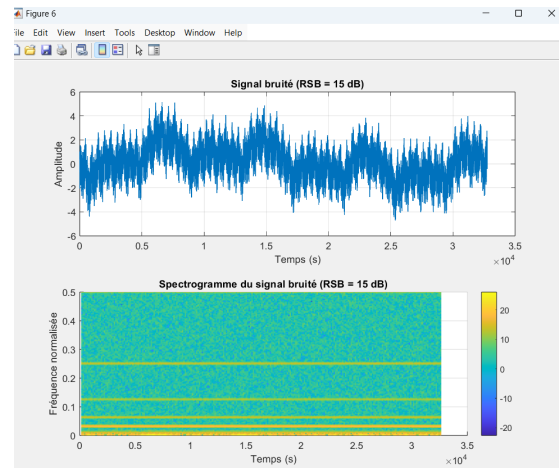 Figure 6
File Edit View Insert Tools Desktop Window Help
Signal bruité (RSB = 15 dB)
6
4
2
0
-2
-4
-6
Amplitude
0 0.5 1 1.5 2 2.5 3 3.5
Temps (s)
×10⁴
Spectrogramme du signal bruité (RSB = 15 dB)
0.5
0.4
0.3
0.2
0.1
0
Fréquence normalisée
0 0.5 1 1.5 2 2.5 3 3.5
Temps (s)
×10⁴
20
10
0
-10
-20